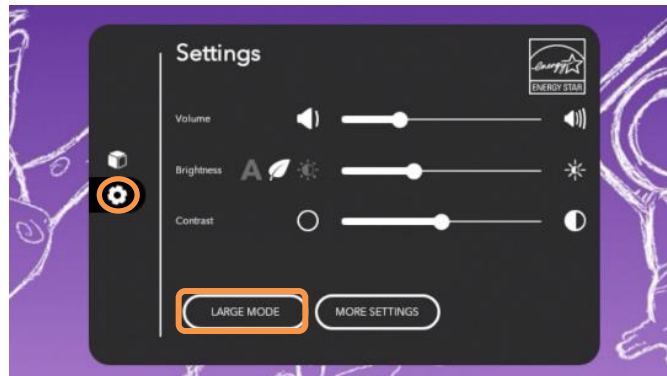 Settings
energy
ENERGY STAR
Volume
Brightness A
Contrast
LARGE MODE
MORE SETTINGS